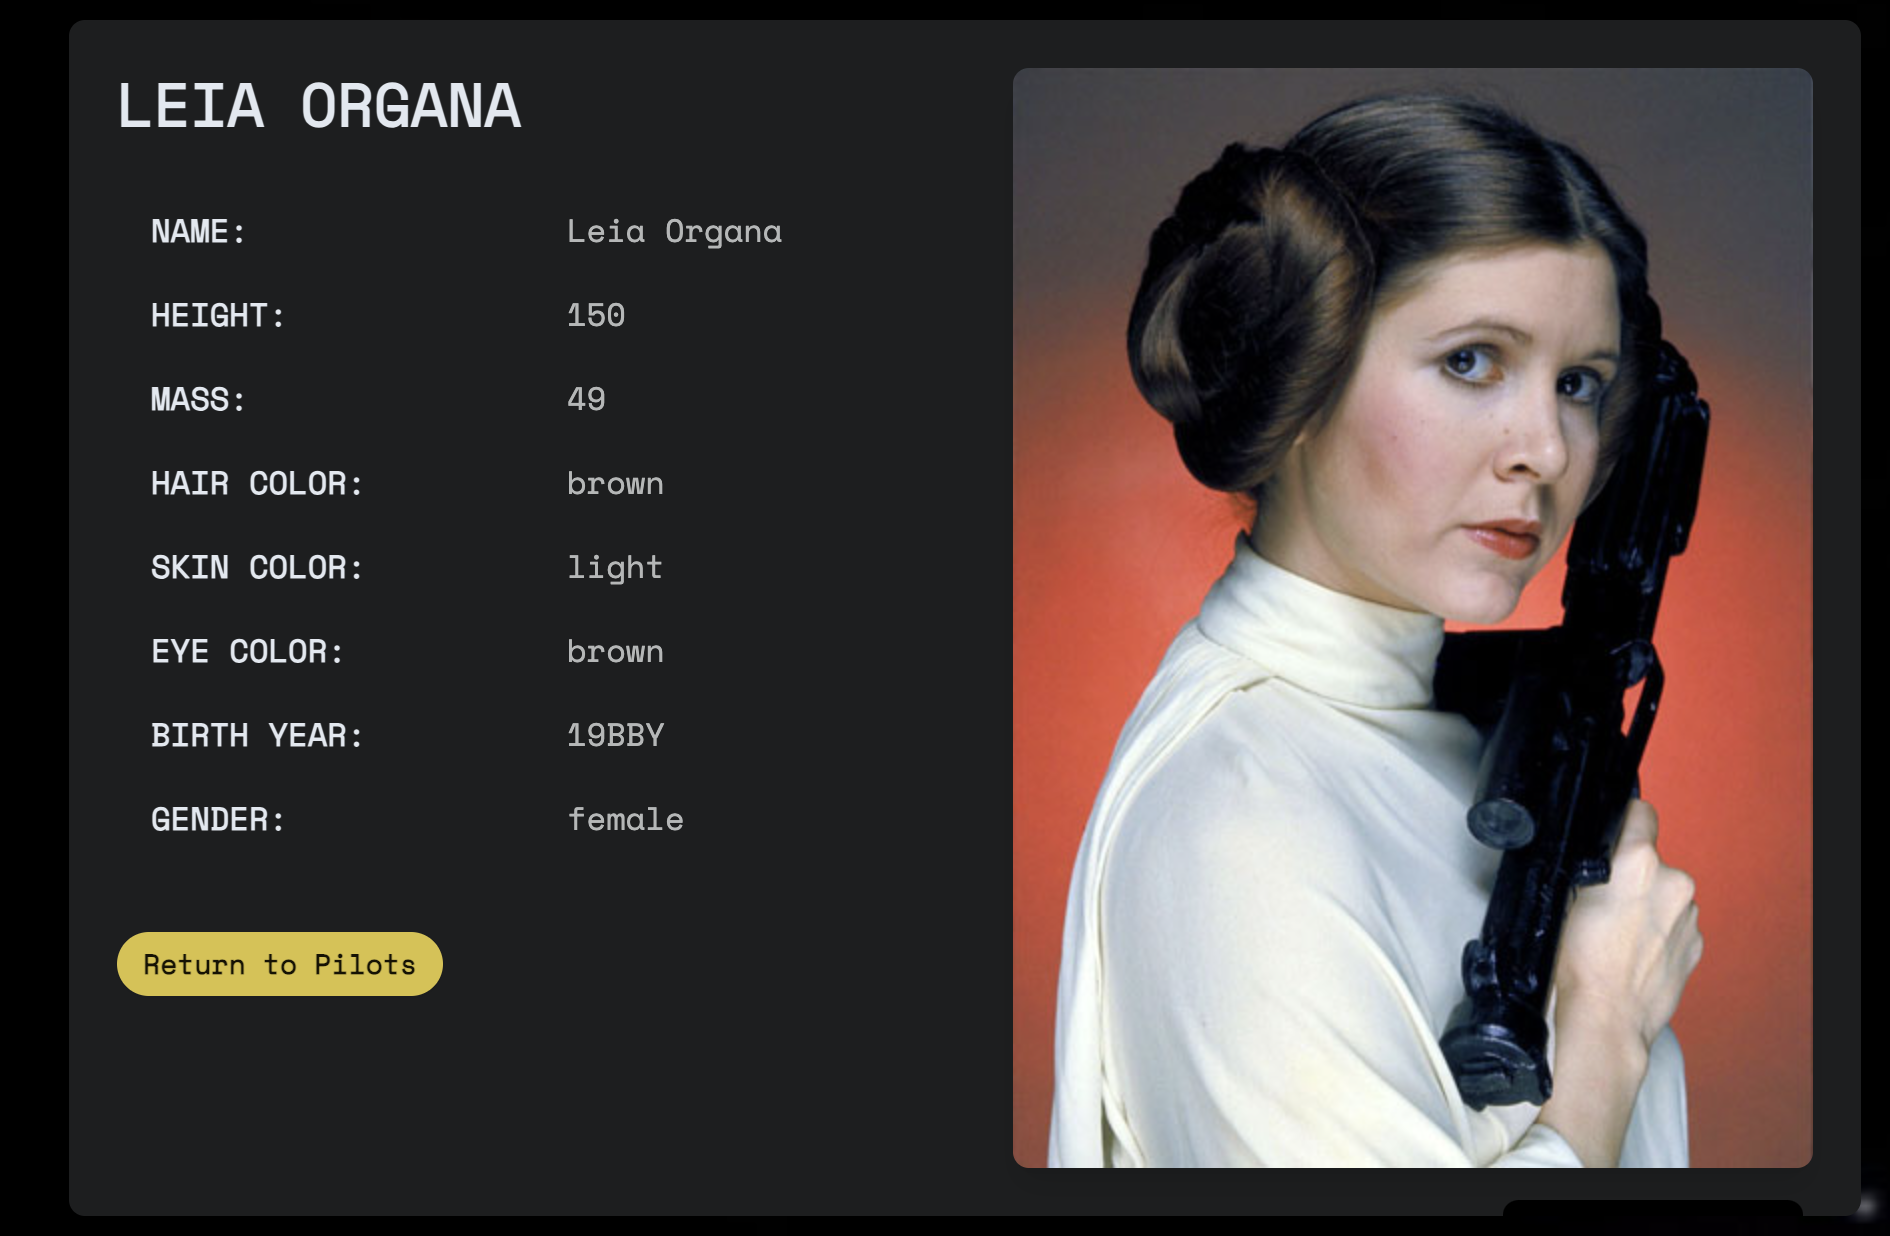 LEIA ORGANA
NAME: Leia Organa
HEIGHT: 150
MASS: 49
HAIR COLOR: brown
SKIN COLOR: light
EYE COLOR: brown
BIRTH YEAR: 19BBY
GENDER: female
Return to Pilots